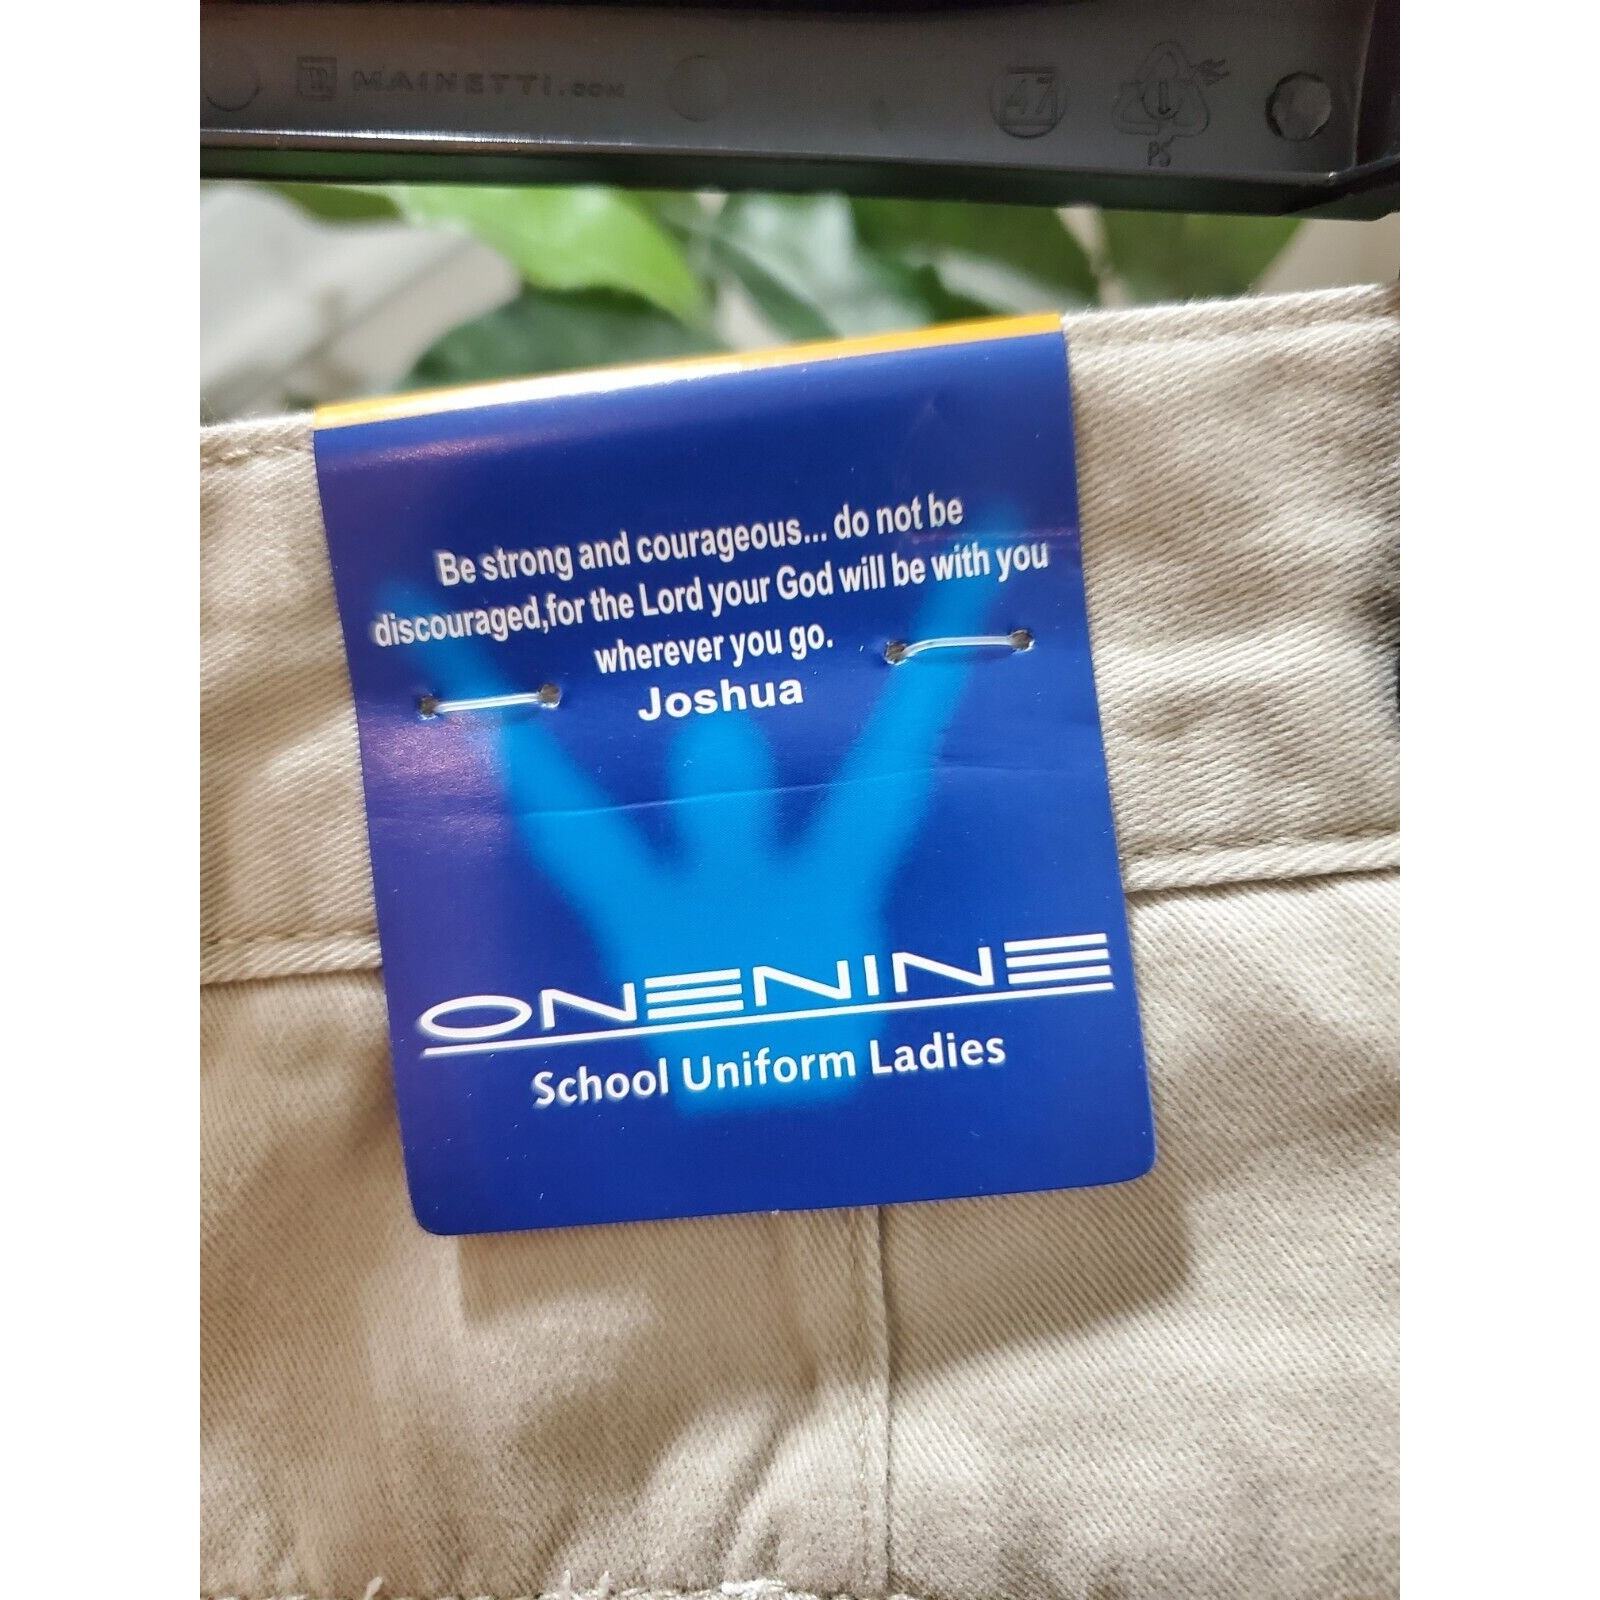 MAINETTI.COM
47
PS
Be strong and courageous... do not be
discouraged,for the Lord your God will be with you
wherever you go.
Joshua
ONENINE
School Uniform Ladies